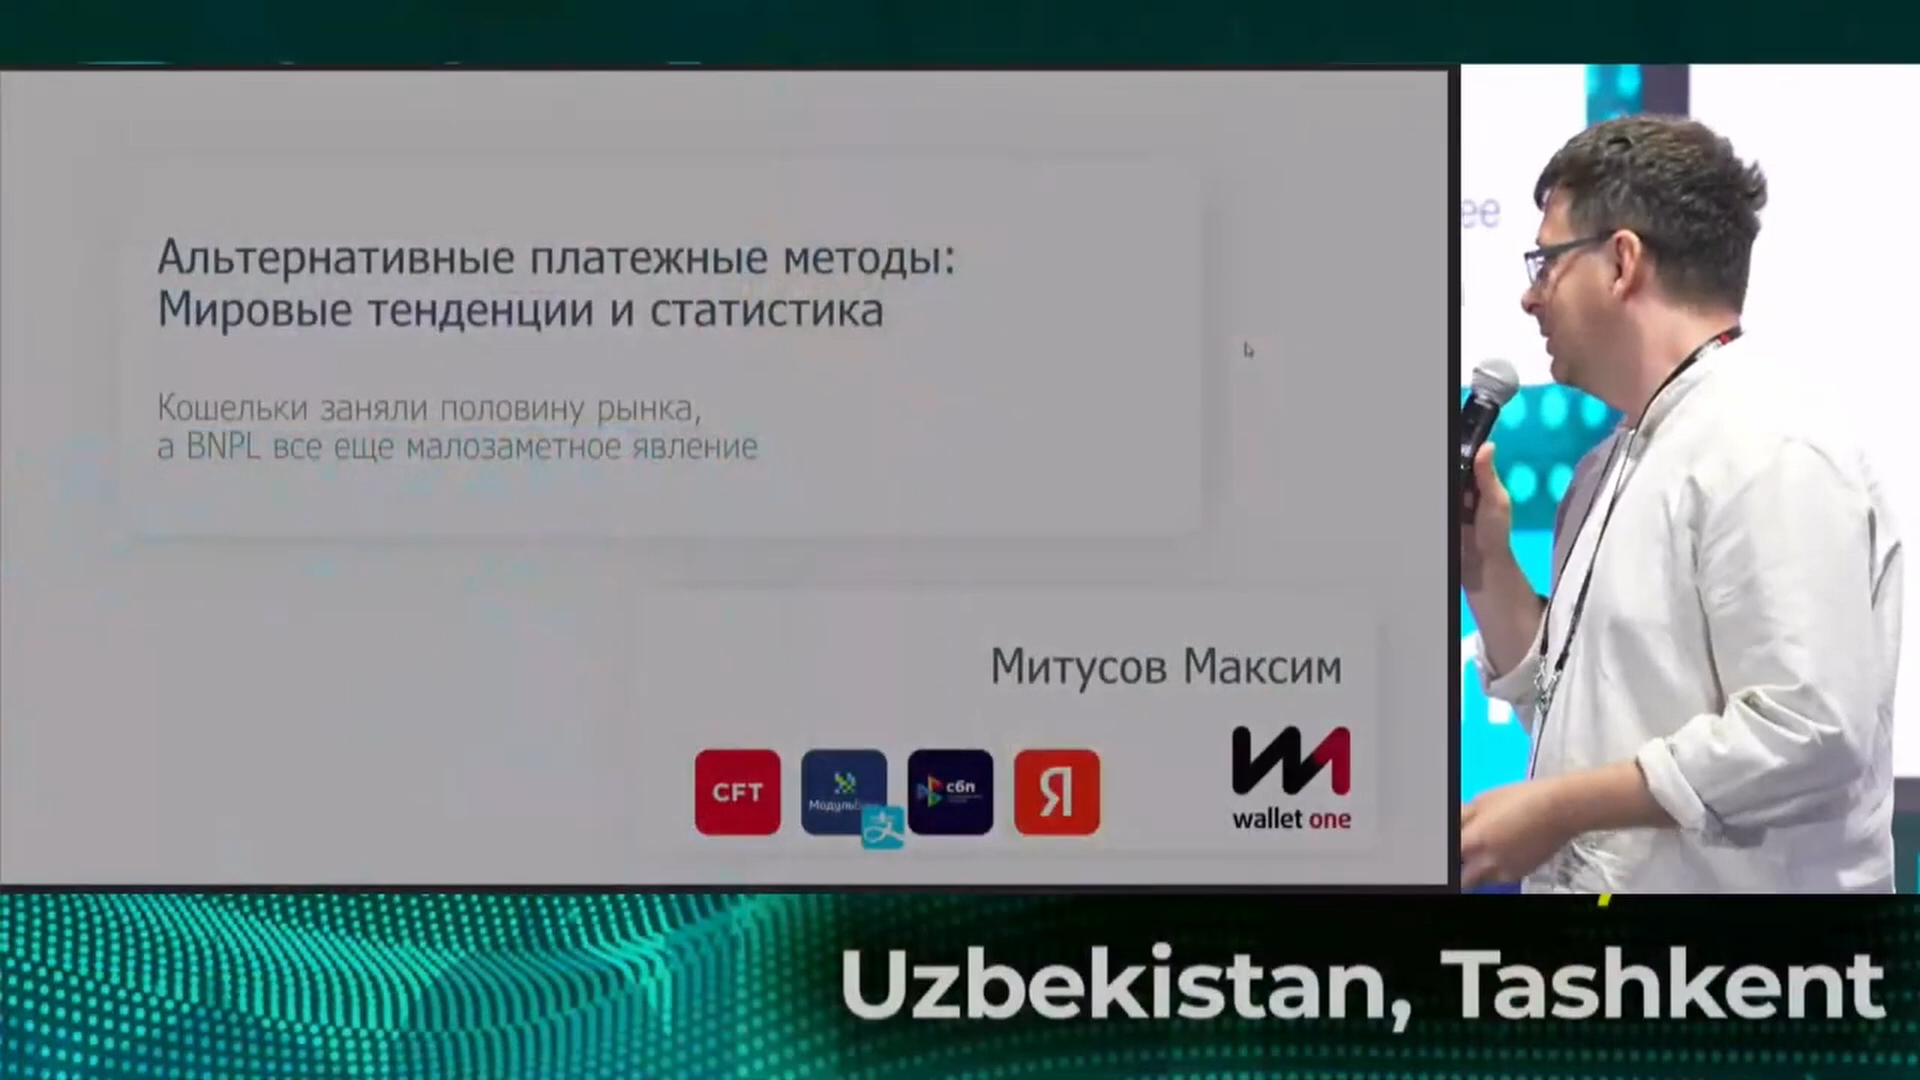 Альтернативные платежные методы:
Мировые тенденции и статистика
Кошельки заняли половину рынка,
а BNPL все еще малозаметное явление
Митусов Максим
CFT
сбп
Я
wallet one
ее
Uzbekistan, Tashkent